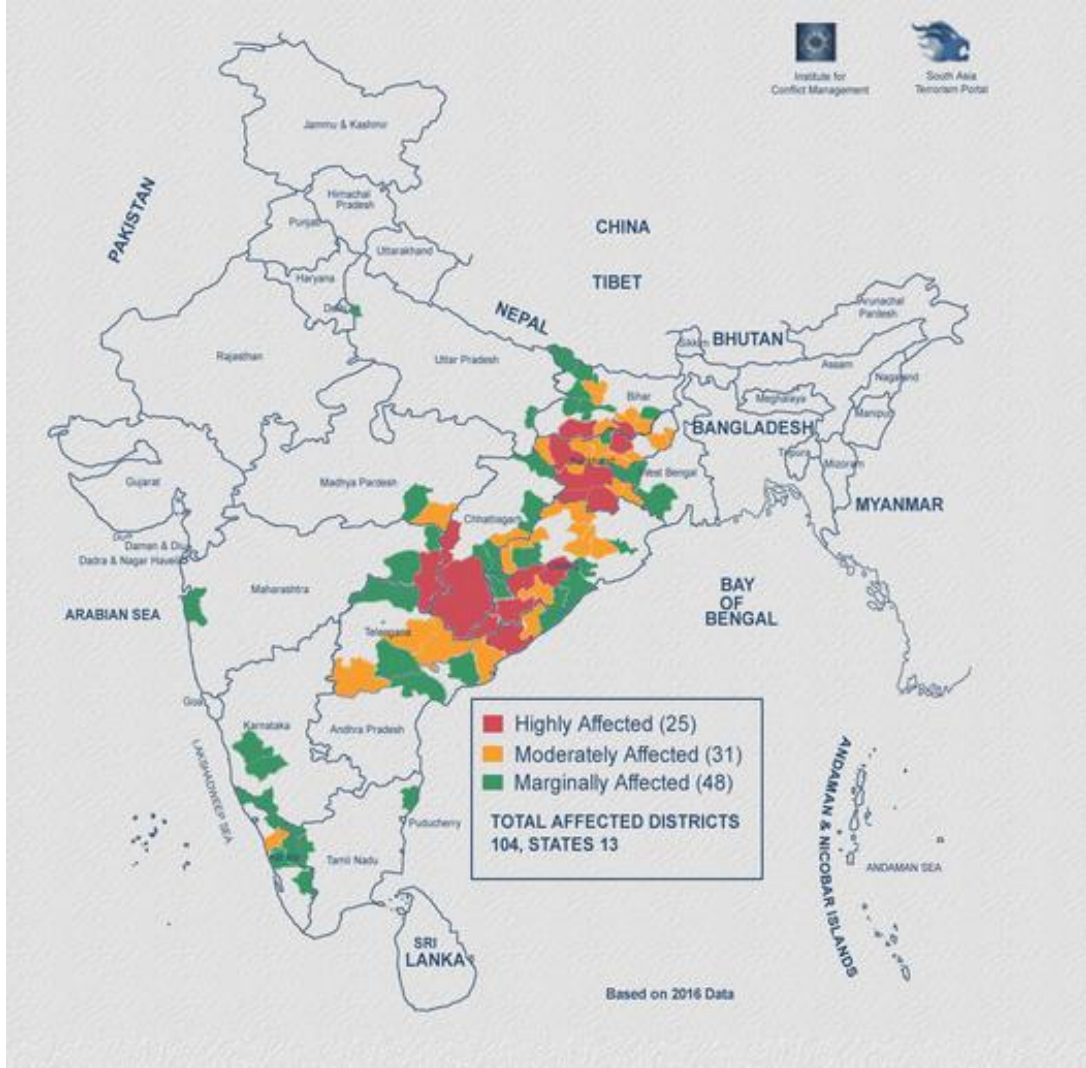 Institute for
Conflict Management
South Asia
Terrorism Portal
Jammu & Kashmir
PAKISTAN
Himachal
Pradesh
Punjab
CHINA
Uttarakhand
Haryana
TIBET
Delhi
NEPAL
Arunachal
Pardesh
Sikkim
BHUTAN
Rajasthan
Uttar Pradesh
Assam
Nagaland
Bihar
Meghalaya
Manipur
BANGLADESH
Tripura
Mizoram
West Bengal
Gujarat
Madhya Pardesh
MYANMAR
Chhattisgarh
Daman & Diu
Dadra & Nagar Haveli
Maharashtra
ARABIAN SEA
BAY
OF
BENGAL
Telangana
Goa
Karnataka
Andhra Pradesh
Highly Affected (25)
Moderately Affected (31)
Marginally Affected (48)
TOTAL AFFECTED DISTRICTS
104, STATES 13
LAKSHADWEEP SEA
Puducherry
Tamil Nadu
ANDAMAN & NICOBAR ISLANDS
ANDAMAN SEA
SRI
LANKA
Based on 2016 Data